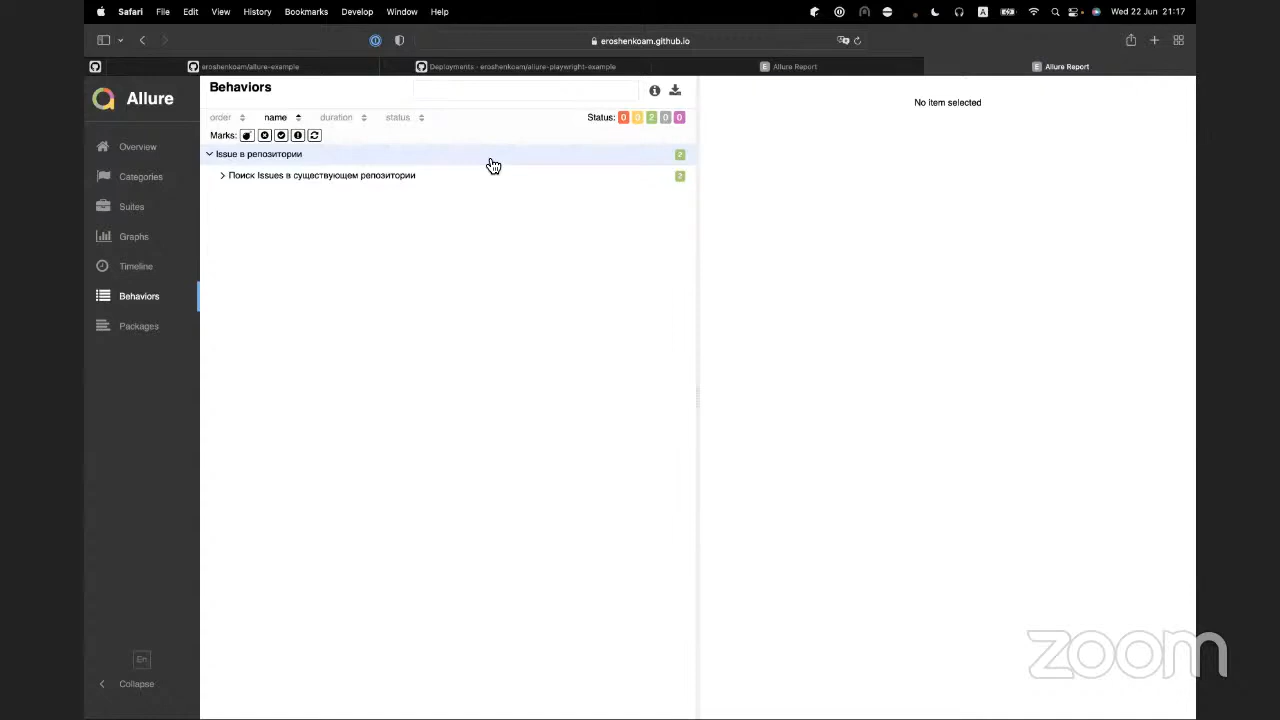 Safari File Edit View History Bookmarks Develop Window Help A Wed 22 Jun 21:17
eroshenkoam.github.io
eroshenkoam/allure-example Deployments · eroshenkoam/allure-playwright-example E Allure Report E Allure Report
Allure
Overview
Categories
Suites
Graphs
Timeline
Behaviors
Packages
En
Collapse
Behaviors
order name duration status Status: 0 0 2 0 0
Marks:
Issue в репозитории 2
Поиск Issues в существующем репозитории 2
No item selected
zoom